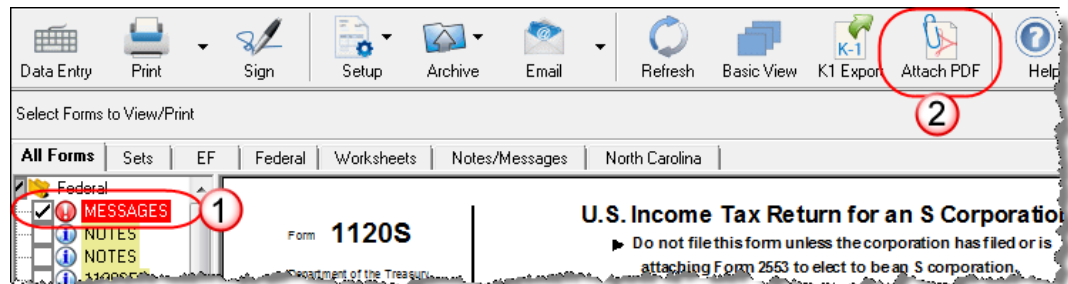 Data Entry Print Sign Setup Archive Email Refresh Basic View K-1 K1 Export Attach PDF Help
2
Select Forms to View/Print
All Forms Sets EF Federal Worksheets Notes/Messages North Carolina
Federal
MESSAGES 1
NOTES
NOTES
Form 1120S
U.S. Income Tax Return for an S Corporatio
Do not file this form unless the corporation has filed or is
Department of the Treasury
attaching Form 2553 to elect to be an S corporation.